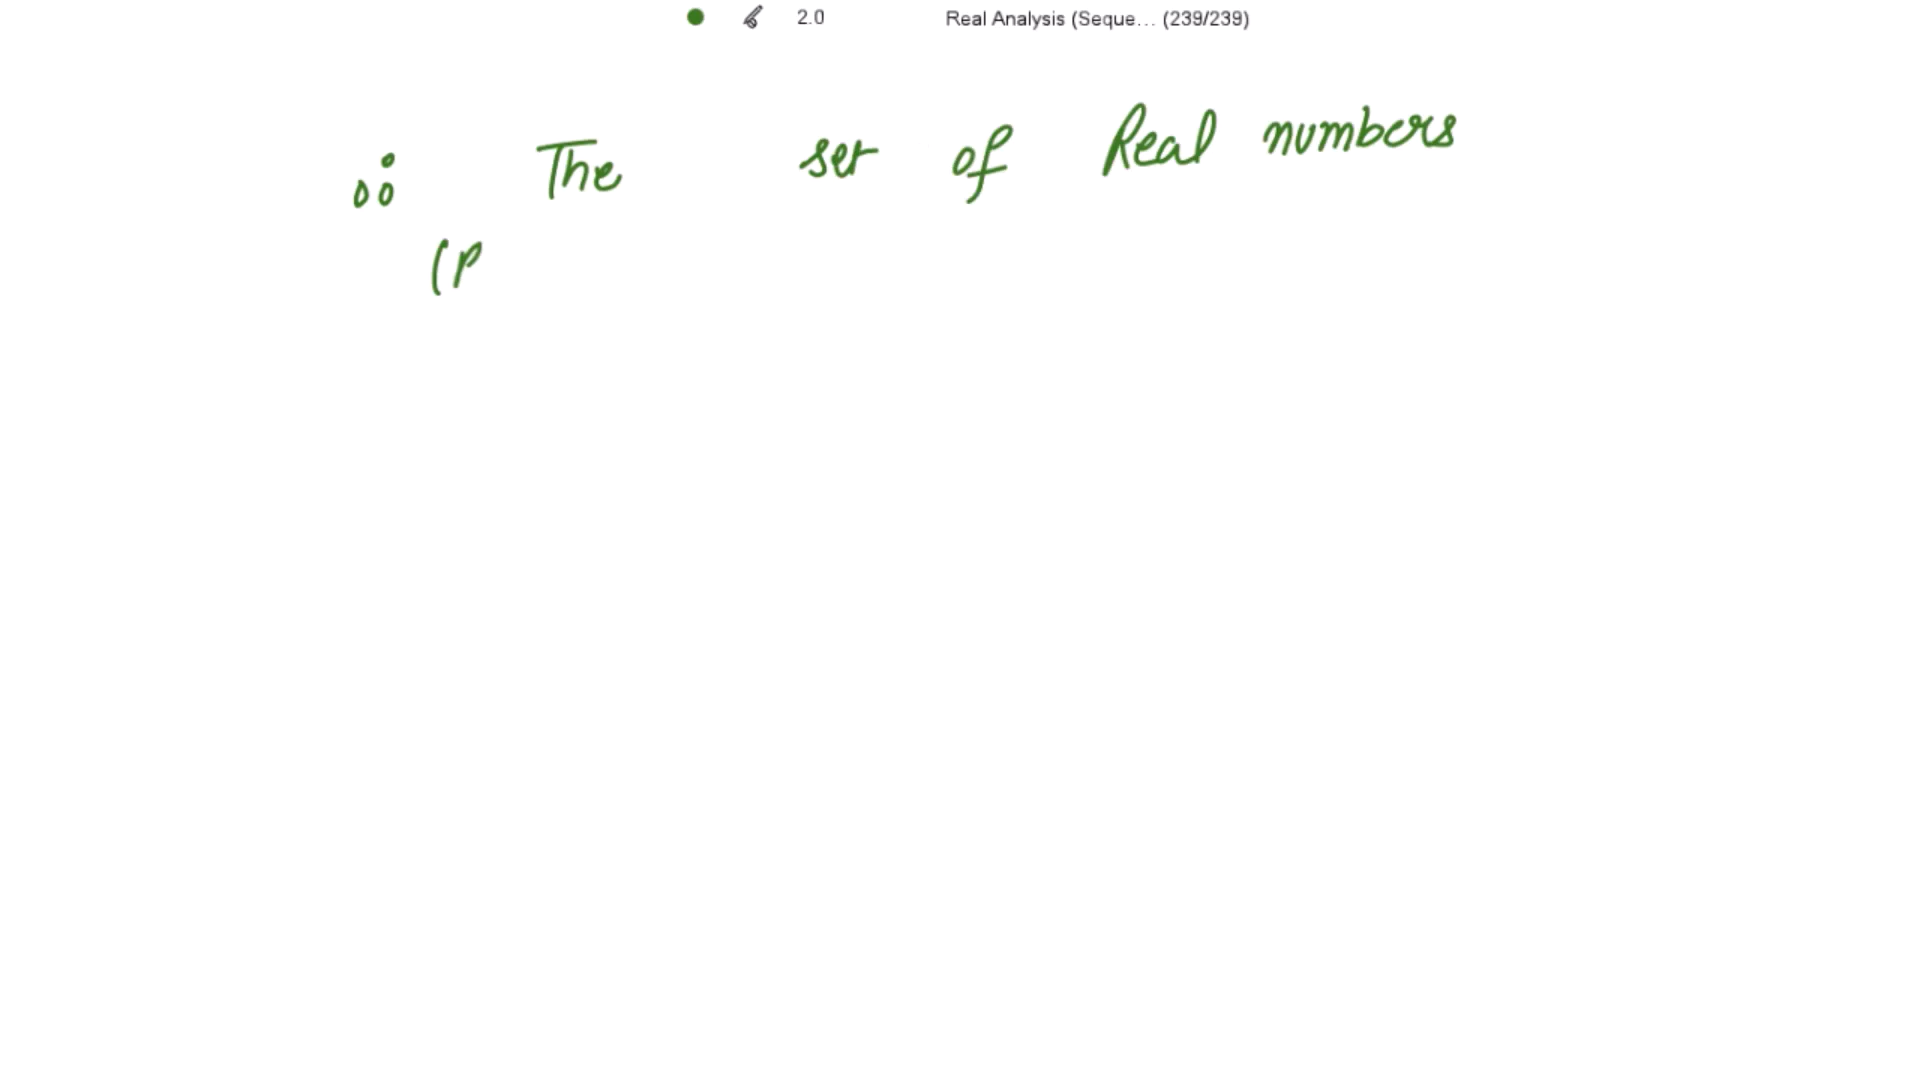 2.0 Real Analysis (Seque... (239/239)
∴ The set of Real numbers
(P